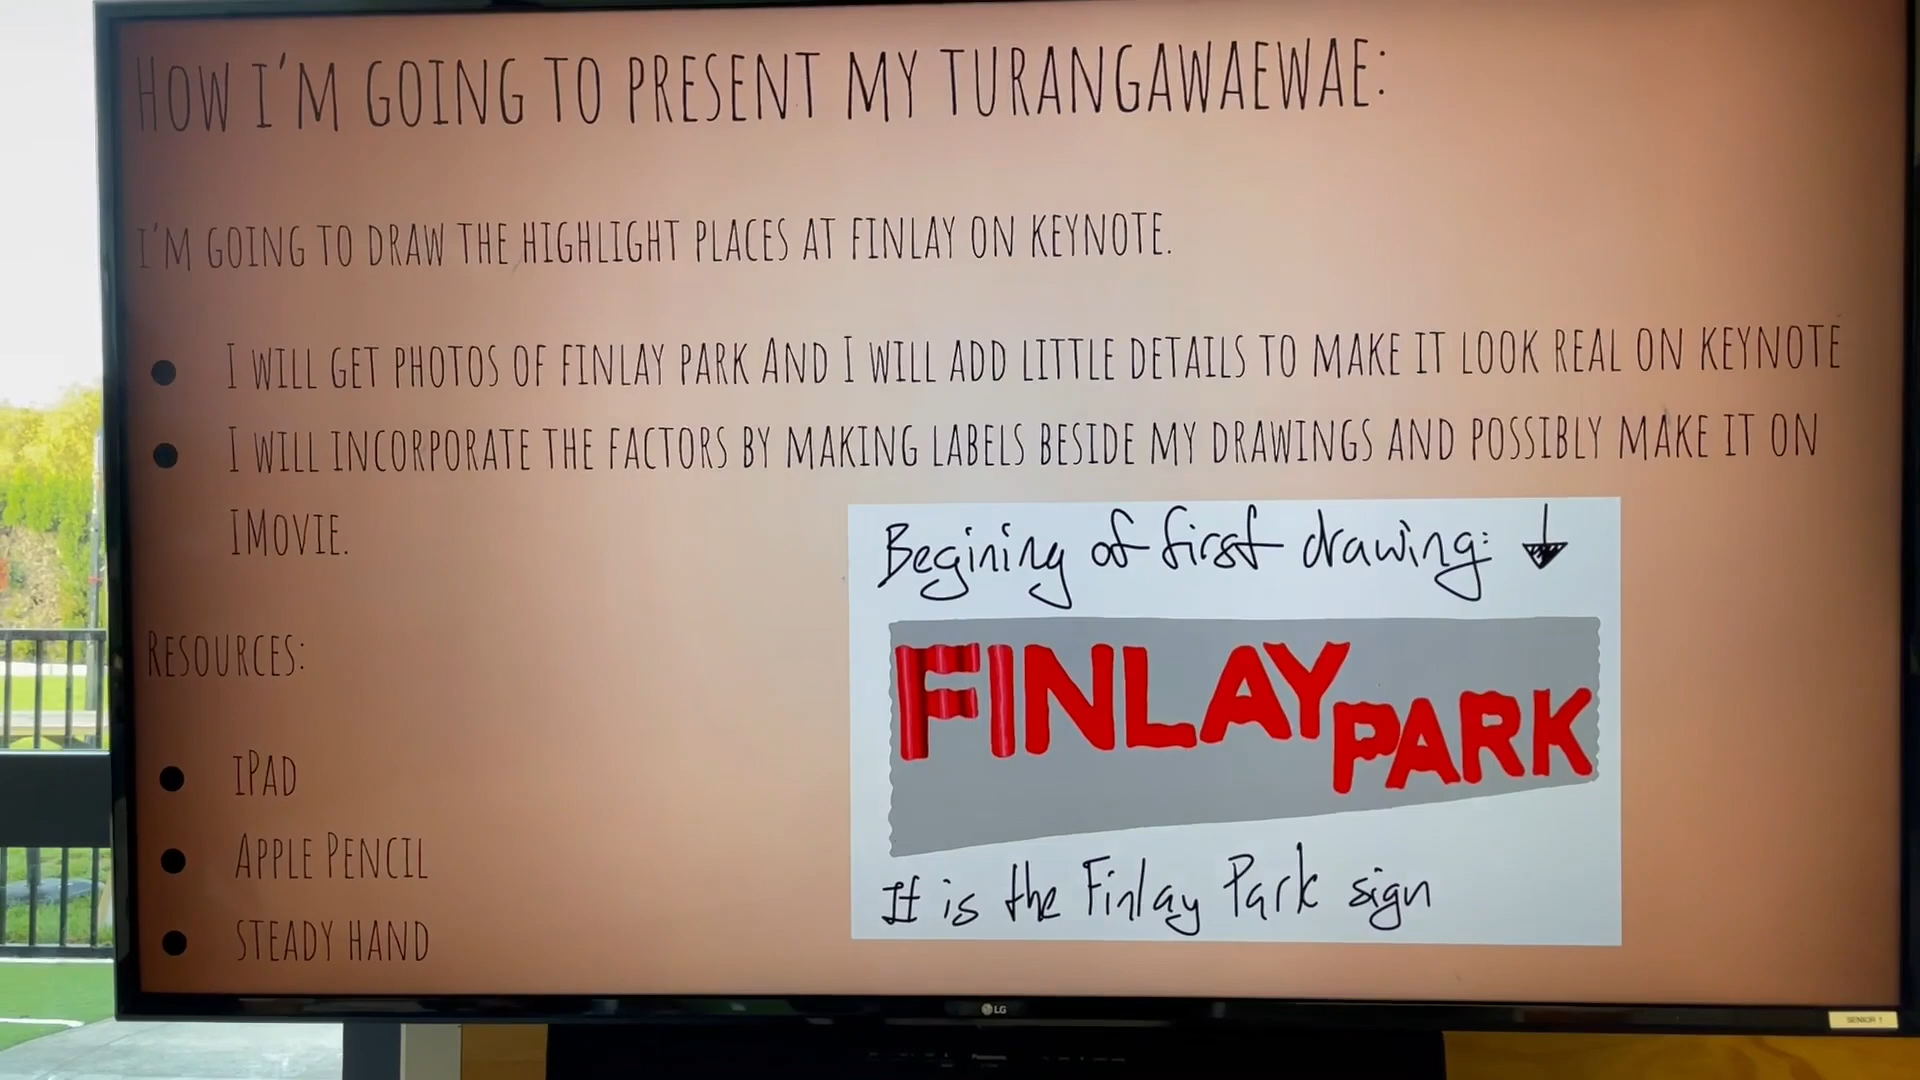 How I'm going to present my Turangawaewae:
I'm going to draw the highlight places at Finlay on Keynote.
● I will get photos of Finlay Park and I will add little details to make it look real on Keynote
● I will incorporate the factors by making labels beside my drawings and possibly make it on
iMovie.
Begining of first drawing: ↓
FINLAY PARK
It is the Finlay Park sign
Resources:
● iPad
● Apple Pencil
● Steady hand
LG
SENIOR 1
Panasonic